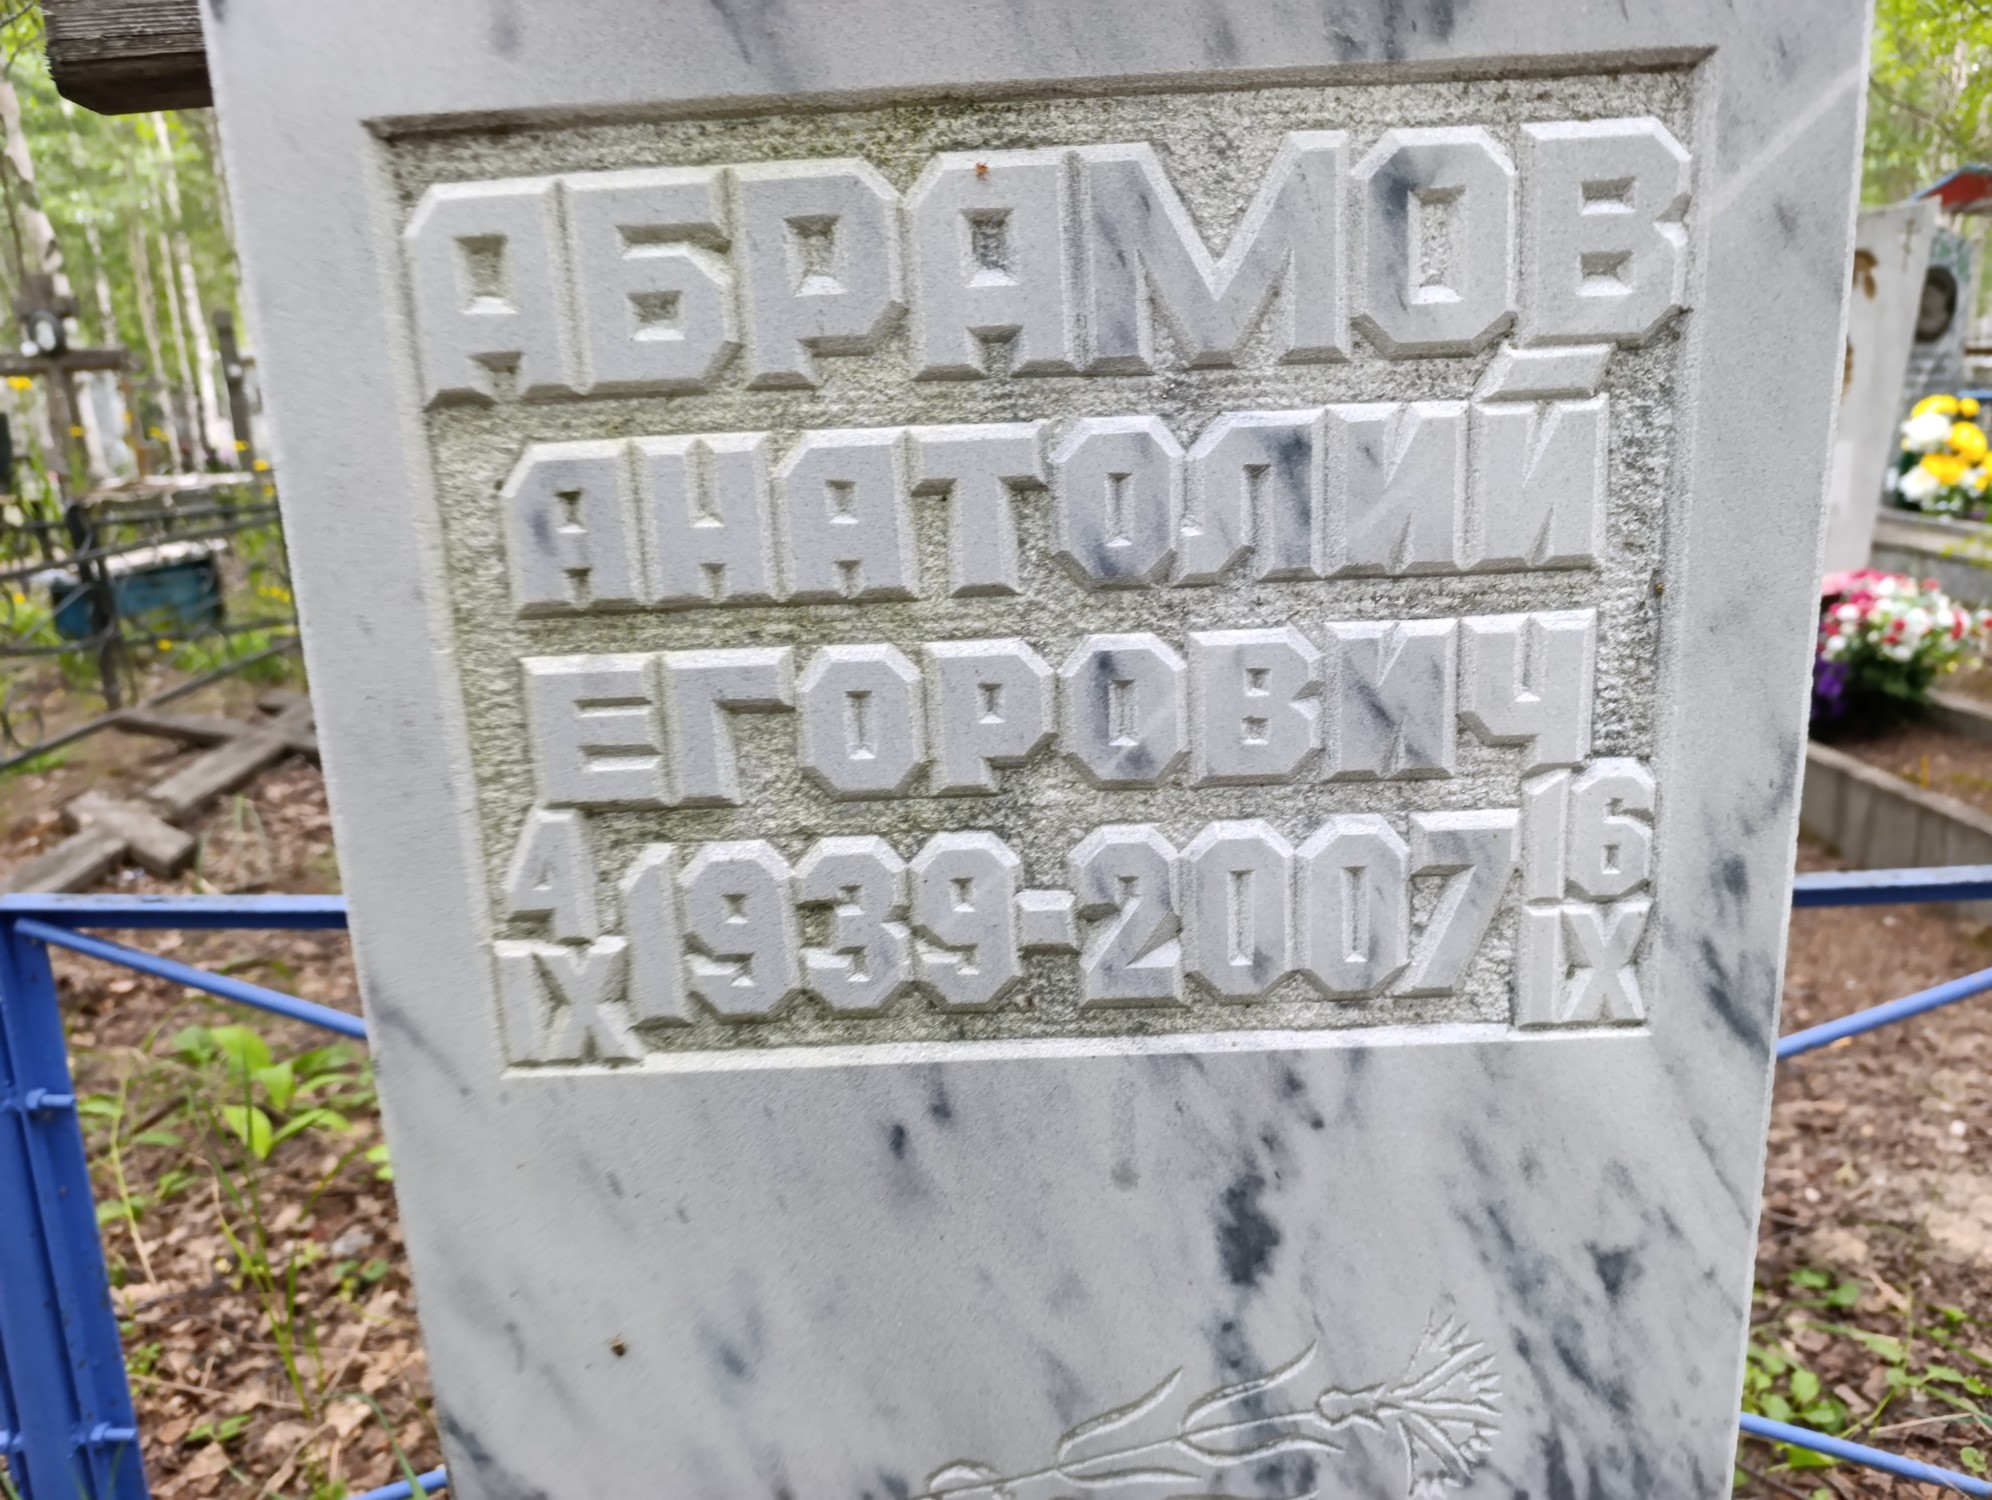 АБРАМОВ
АНАТОЛИЙ
ЕГОРОВИЧ
4 IX 1939-2007 16 IX